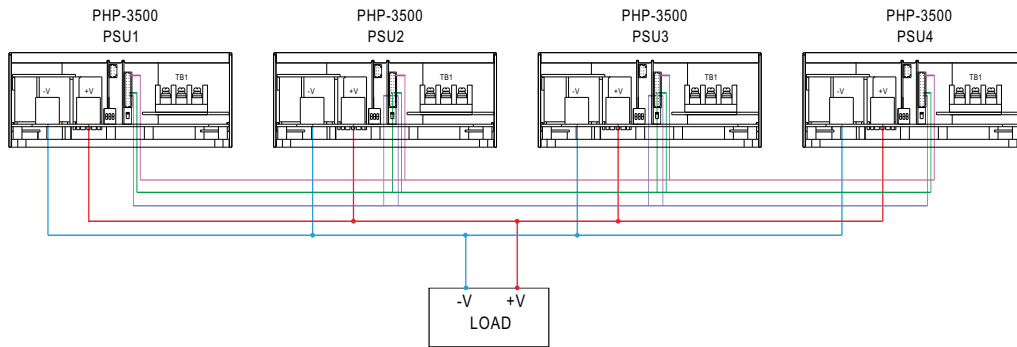 PHP-3500 PHP-3500 PHP-3500 PHP-3500
PSU1 PSU2 PSU3 PSU4
TB1 TB1 TB1 TB1
-V +V -V +V -V +V -V +V
-V +V
LOAD